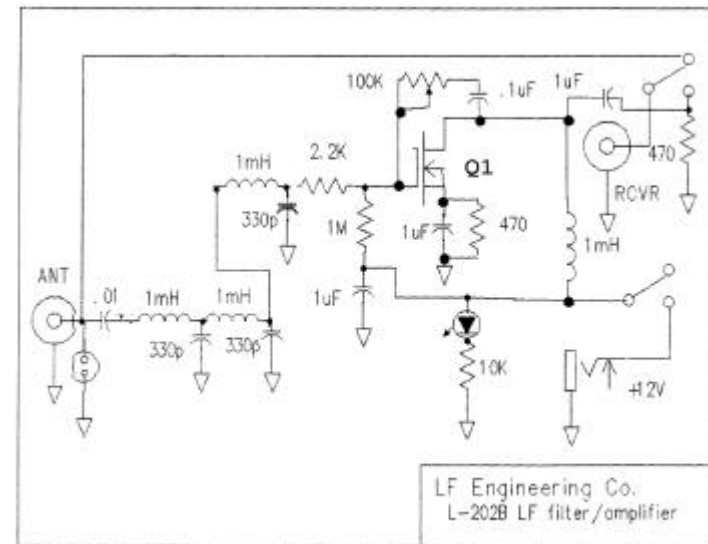 100K
.1uF
1uF
2.2K
Q1
470
1mH
RCVR
330p
1M
1uF
470
1mH
ANT
.01
1mH
1mH
1uF
330p
330p
10K
+12V
LF Engineering Co.
L-202B LF filter/amplifier